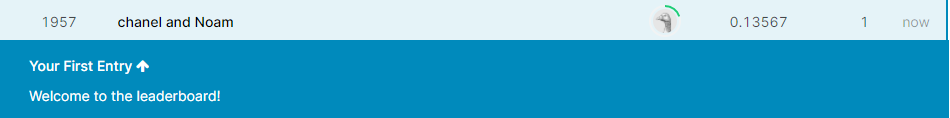 1957 chanel and Noam 0.13567 1 now
Your First Entry
Welcome to the leaderboard!